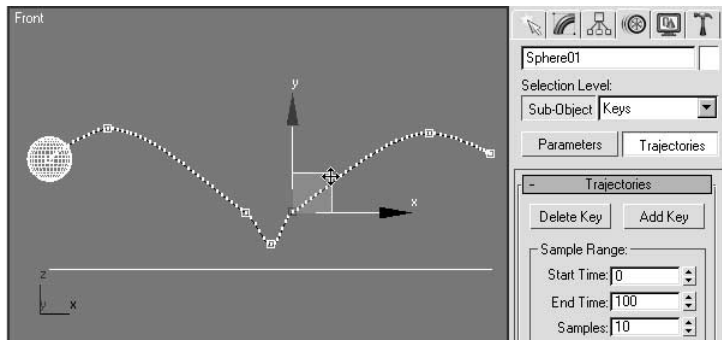 Front
y
x
z
y x
Sphere01
Selection Level:
Sub-Object Keys
Parameters Trajectories
- Trajectories
Delete Key Add Key
Sample Range:
Start Time: 0
End Time: 100
Samples: 10